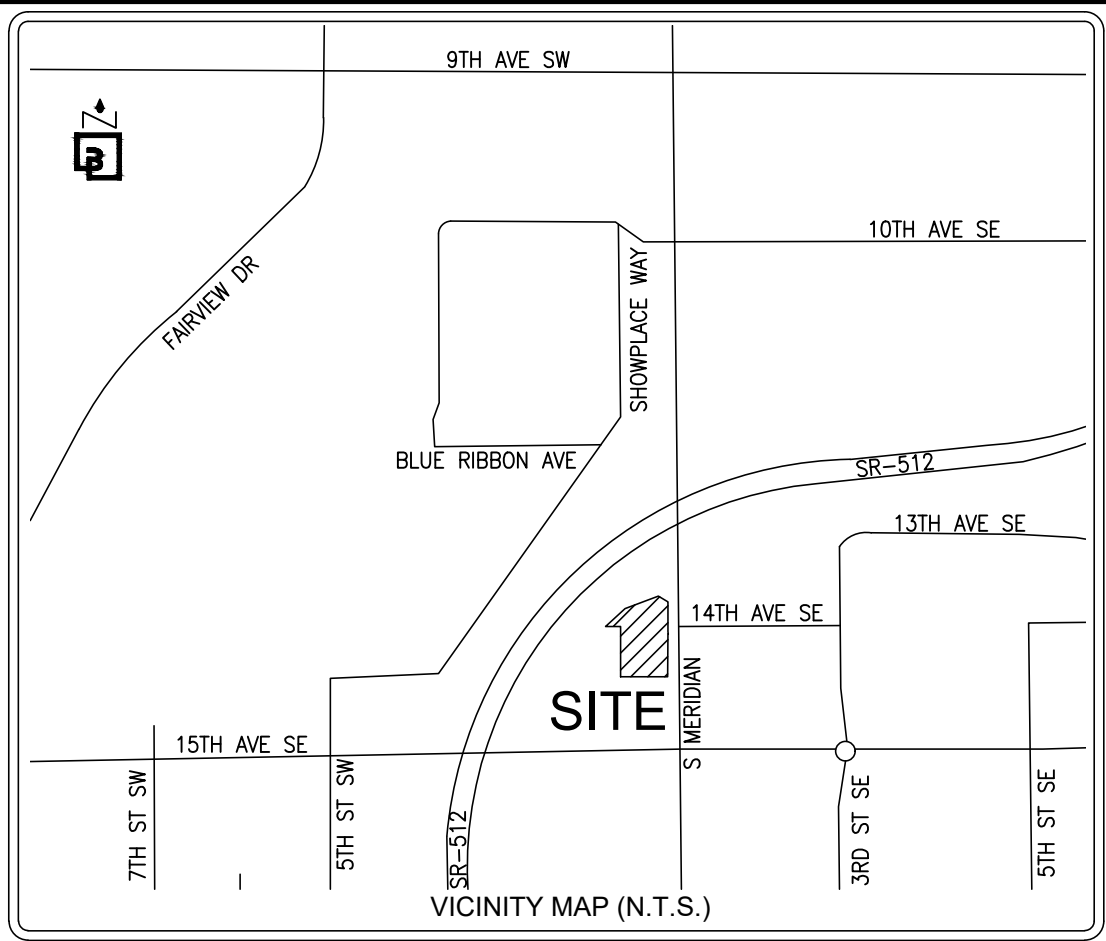 9TH AVE SW
Z
B
10TH AVE SE
FAIRVIEW DR
SHOWPLACE WAY
BLUE RIBBON AVE
SR-512
13TH AVE SE
14TH AVE SE
SITE
S MERIDIAN
15TH AVE SE
7TH ST SW
5TH ST SW
SR-512
3RD ST SE
5TH ST SE
VICINITY MAP (N.T.S.)